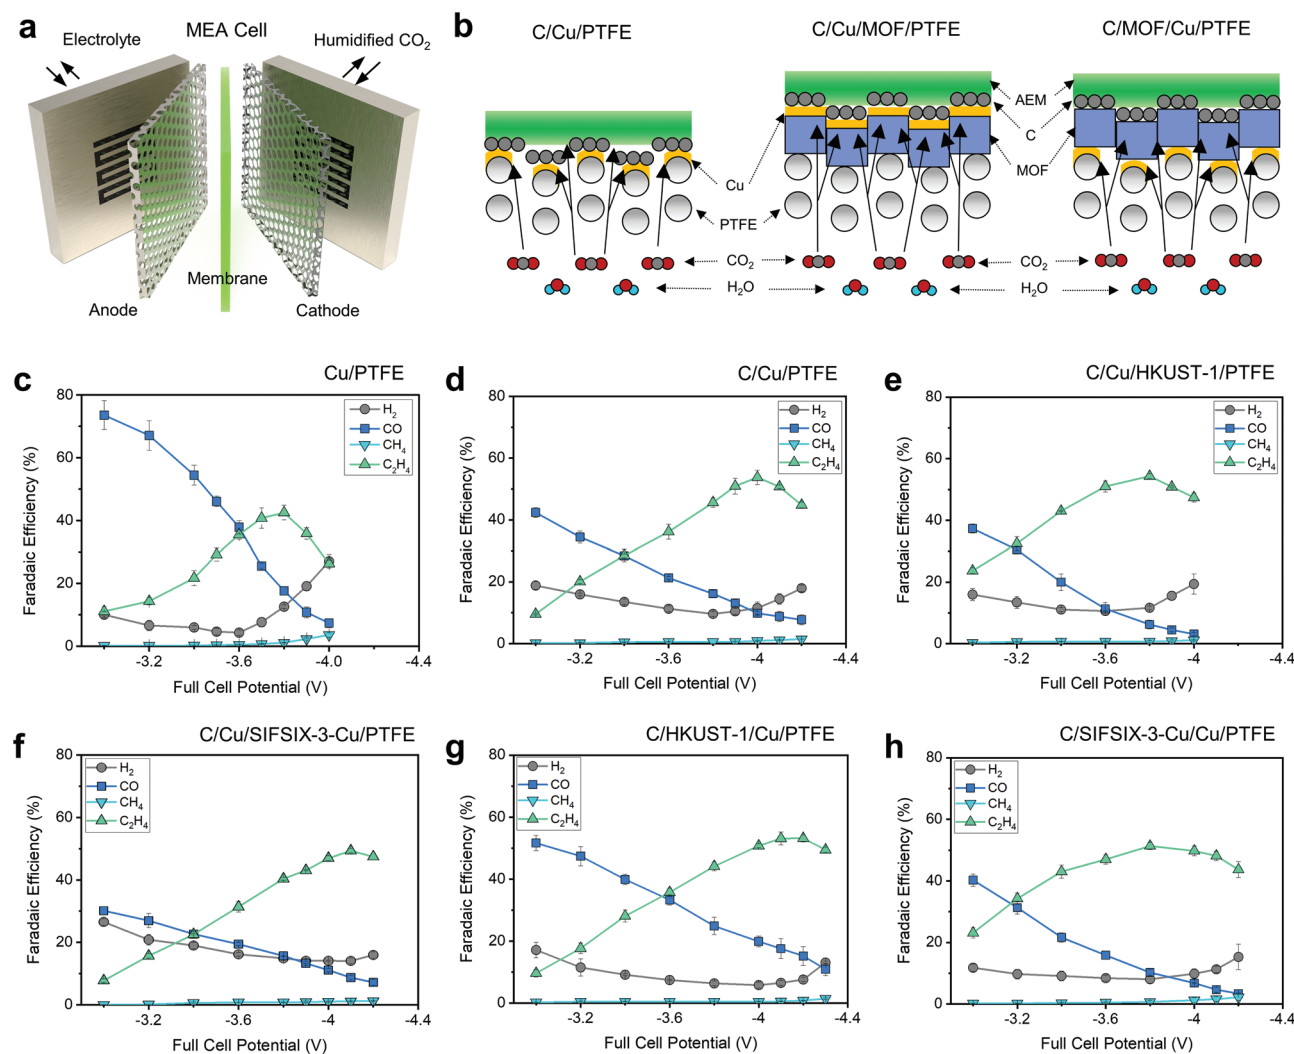 a
MEA Cell
Electrolyte
Humidified CO2
Membrane
Anode
Cathode
b
C/Cu/PTFE
C/Cu/MOF/PTFE
C/MOF/Cu/PTFE
AEM
C
MOF
Cu
PTFE
CO2
H2O
CO2
H2O
c
Cu/PTFE
80
60
40
20
0
-3.2
-3.6
-4.0
-4.4
Faradaic Efficiency (%)
Full Cell Potential (V)
H2
CO
CH4
C2H4
d
C/Cu/PTFE
80
60
40
20
0
-3.2
-3.6
-4
-4.4
Faradaic Efficiency (%)
Full Cell Potential (V)
H2
CO
CH4
C2H4
e
C/Cu/HKUST-1/PTFE
80
60
40
20
0
-3.2
-3.6
-4
-4.4
Faradaic Efficiency (%)
Full Cell Potential (V)
H2
CO
CH4
C2H4
f
C/Cu/SIFSIX-3-Cu/PTFE
80
60
40
20
0
-3.2
-3.6
-4
-4.4
Faradaic Efficiency (%)
Full Cell Potential (V)
H2
CO
CH4
C2H4
g
C/HKUST-1/Cu/PTFE
80
60
40
20
0
-3.2
-3.6
-4
-4.4
Faradaic Efficiency (%)
Full Cell Potential (V)
H2
CO
CH4
C2H4
h
C/SIFSIX-3-Cu/Cu/PTFE
80
60
40
20
0
-3.2
-3.6
-4
-4.4
Faradaic Efficiency (%)
Full Cell Potential (V)
H2
CO
CH4
C2H4